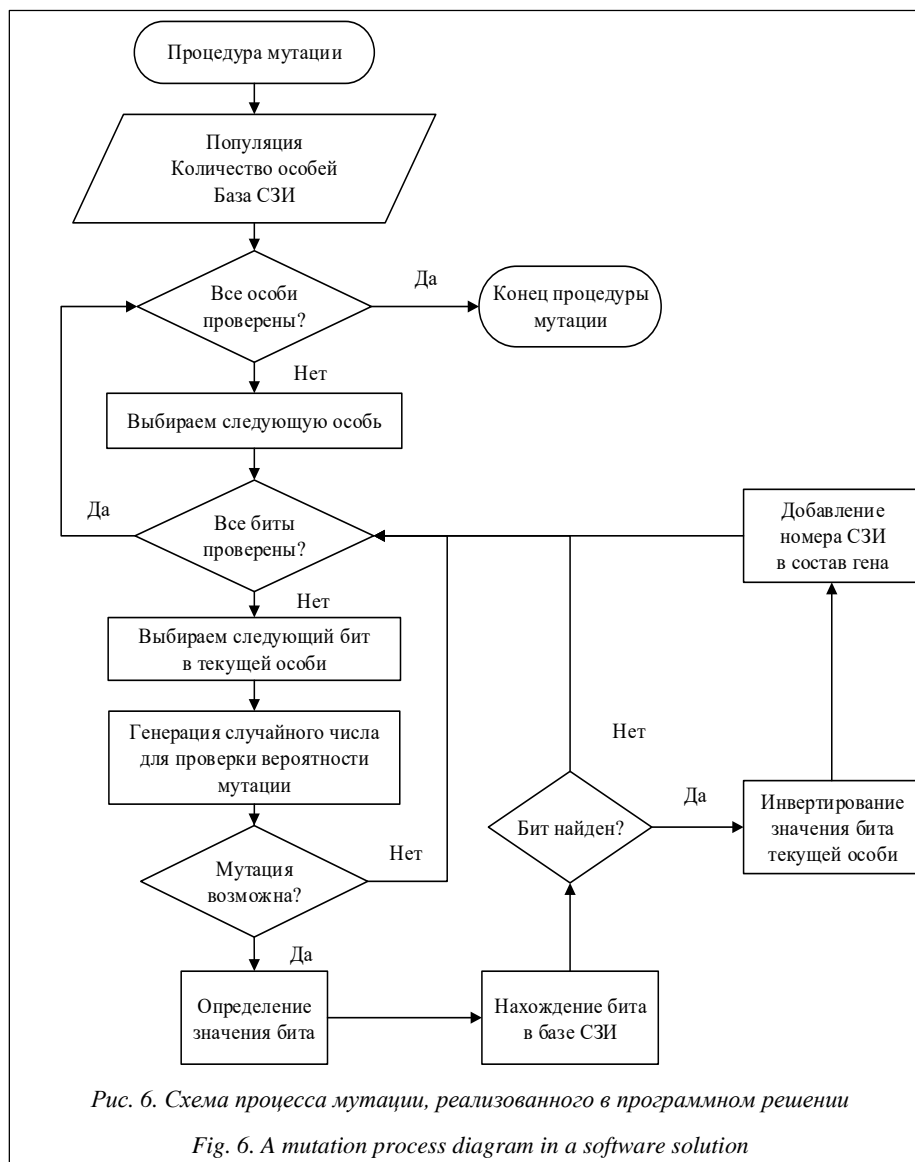 Процедура мутации
Популяция
Количество особей
База СЗИ
Все особи
проверены?
Да
Конец процедуры
мутации
Нет
Выбираем следующую особь
Да
Все биты
проверены?
Добавление
номера СЗИ
в состав гена
Нет
Выбираем следующий бит
в текущей особи
Генерация случайного числа
для проверки вероятности
мутации
Нет
Бит найден?
Да
Инвертирование
значения бита
текущей особи
Мутация
возможна?
Нет
Да
Определение
значения бита
Нахождение бита
в базе СЗИ
Рис. 6. Схема процесса мутации, реализованного в программном решении
Fig. 6. A mutation process diagram in a software solution